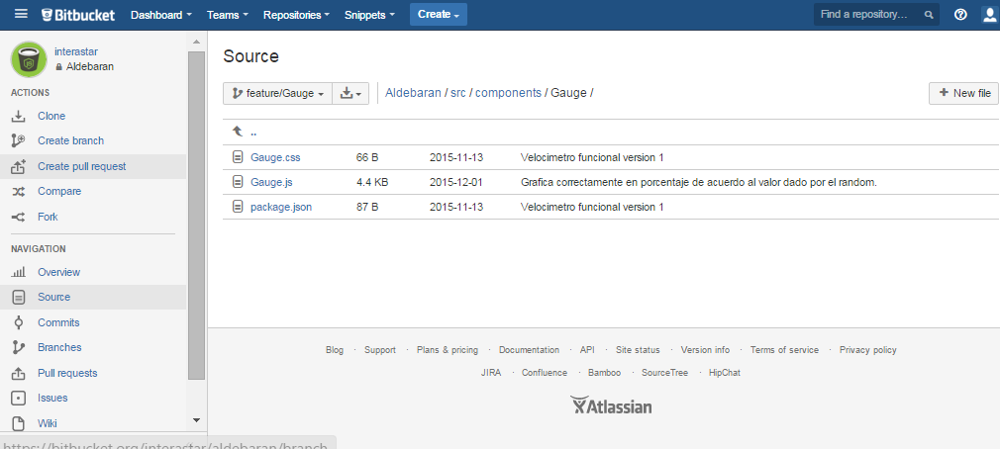 Bitbucket Dashboard Teams Repositories Snippets Create Find a repository...
interastar
Aldebaran
ACTIONS
Clone
Create branch
Create pull request
Compare
Fork
NAVIGATION
Overview
Source
Commits
Branches
Pull requests
Issues
Wiki
https://bitbucket.org/interastar/aldebaran/branch
Source
feature/Gauge Aldebaran / src / components / Gauge / New file
..
Gauge.css 66 B 2015-11-13 Velocimetro funcional version 1
Gauge.js 4.4 KB 2015-12-01 Grafica correctamente en porcentaje de acuerdo al valor dado por el random.
package.json 87 B 2015-11-13 Velocimetro funcional version 1
Blog · Support · Plans & pricing · Documentation · API · Site status · Version info · Terms of service · Privacy policy
JIRA · Confluence · Bamboo · SourceTree · HipChat
Atlassian